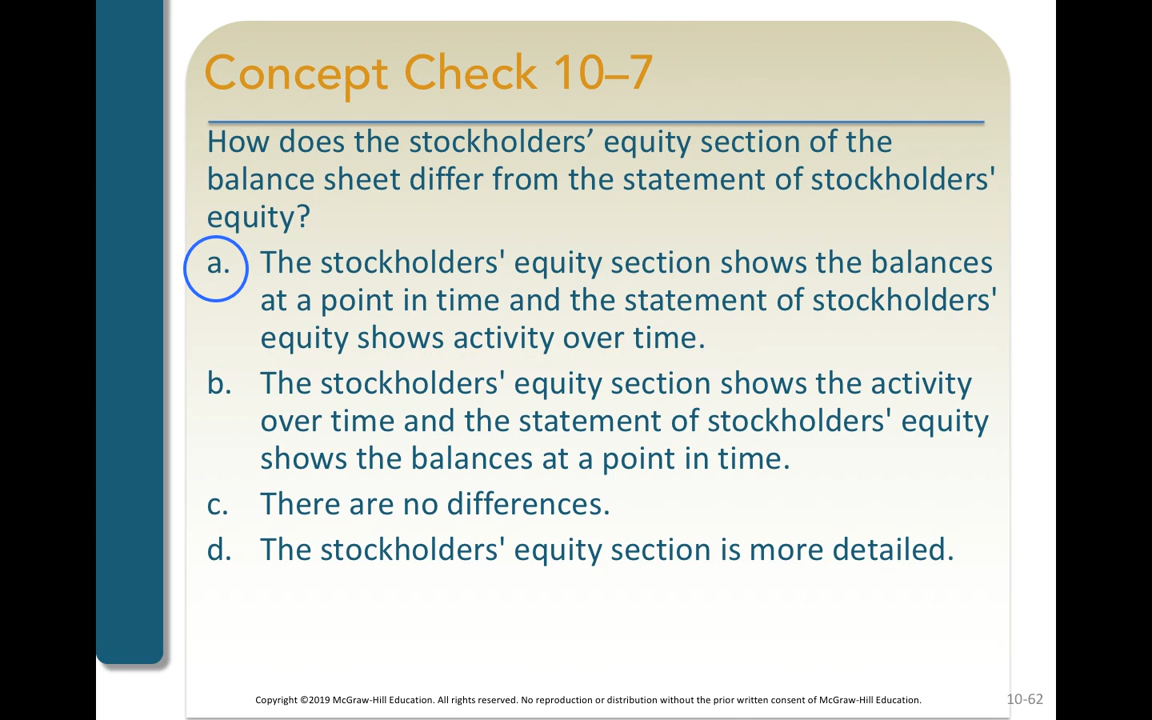 Concept Check 10–7
How does the stockholders’ equity section of the
balance sheet differ from the statement of stockholders'
equity?
a. The stockholders' equity section shows the balances
at a point in time and the statement of stockholders'
equity shows activity over time.
b. The stockholders' equity section shows the activity
over time and the statement of stockholders' equity
shows the balances at a point in time.
c. There are no differences.
d. The stockholders' equity section is more detailed.
Copyright ©2019 McGraw-Hill Education. All rights reserved. No reproduction or distribution without the prior written consent of McGraw-Hill Education.
10-62